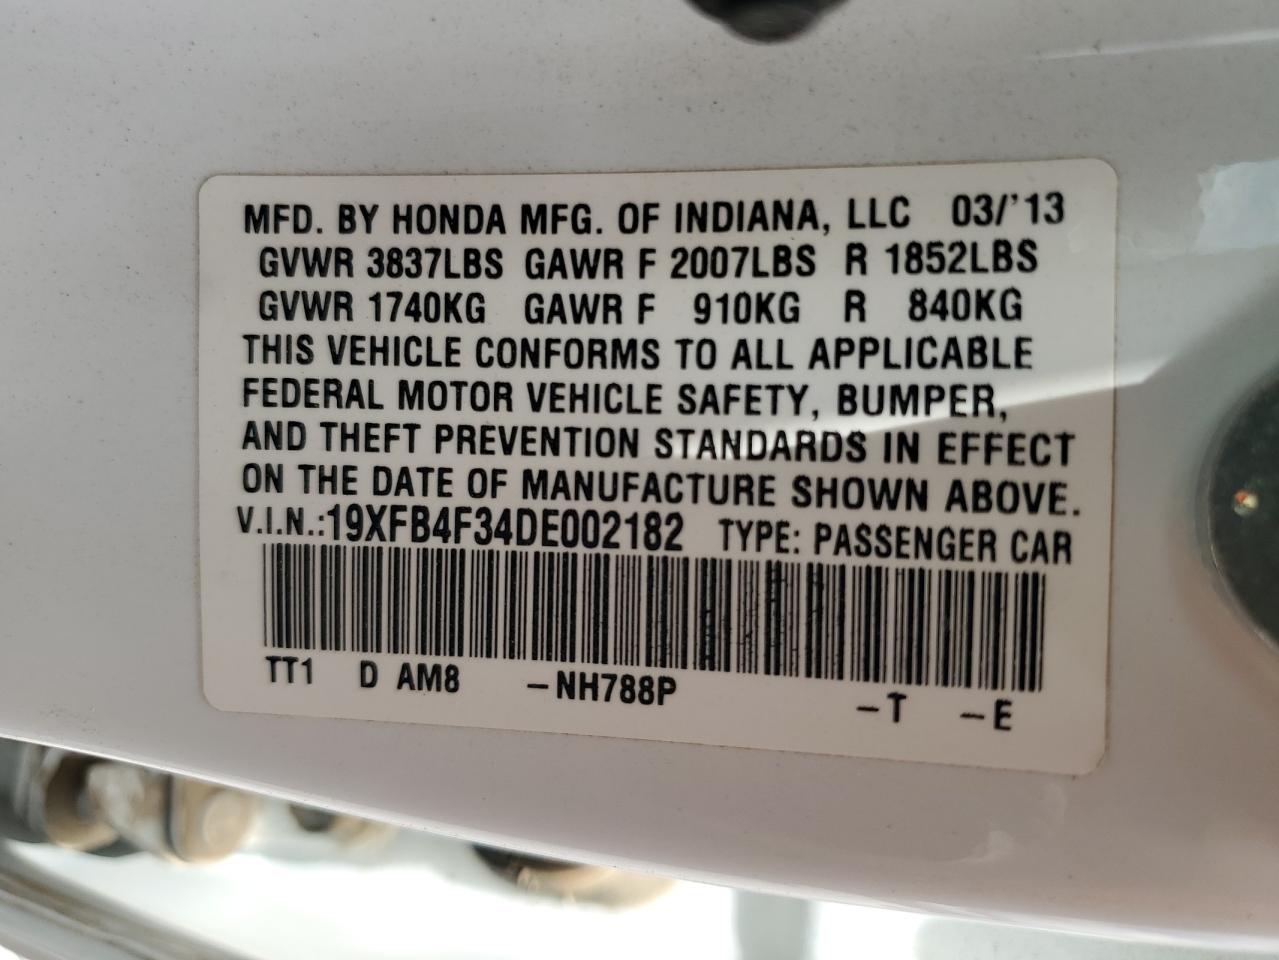 MFD. BY HONDA MFG. OF INDIANA, LLC 03/'13
GVWR 3837LBS GAWR F 2007LBS R 1852LBS
GVWR 1740KG GAWR F 910KG R 840KG
THIS VEHICLE CONFORMS TO ALL APPLICABLE
FEDERAL MOTOR VEHICLE SAFETY, BUMPER,
AND THEFT PREVENTION STANDARDS IN EFFECT
ON THE DATE OF MANUFACTURE SHOWN ABOVE.
V.I.N.:19XFB4F34DE002182 TYPE: PASSENGER CAR
TT1 D AM8 –NH788P –T –E